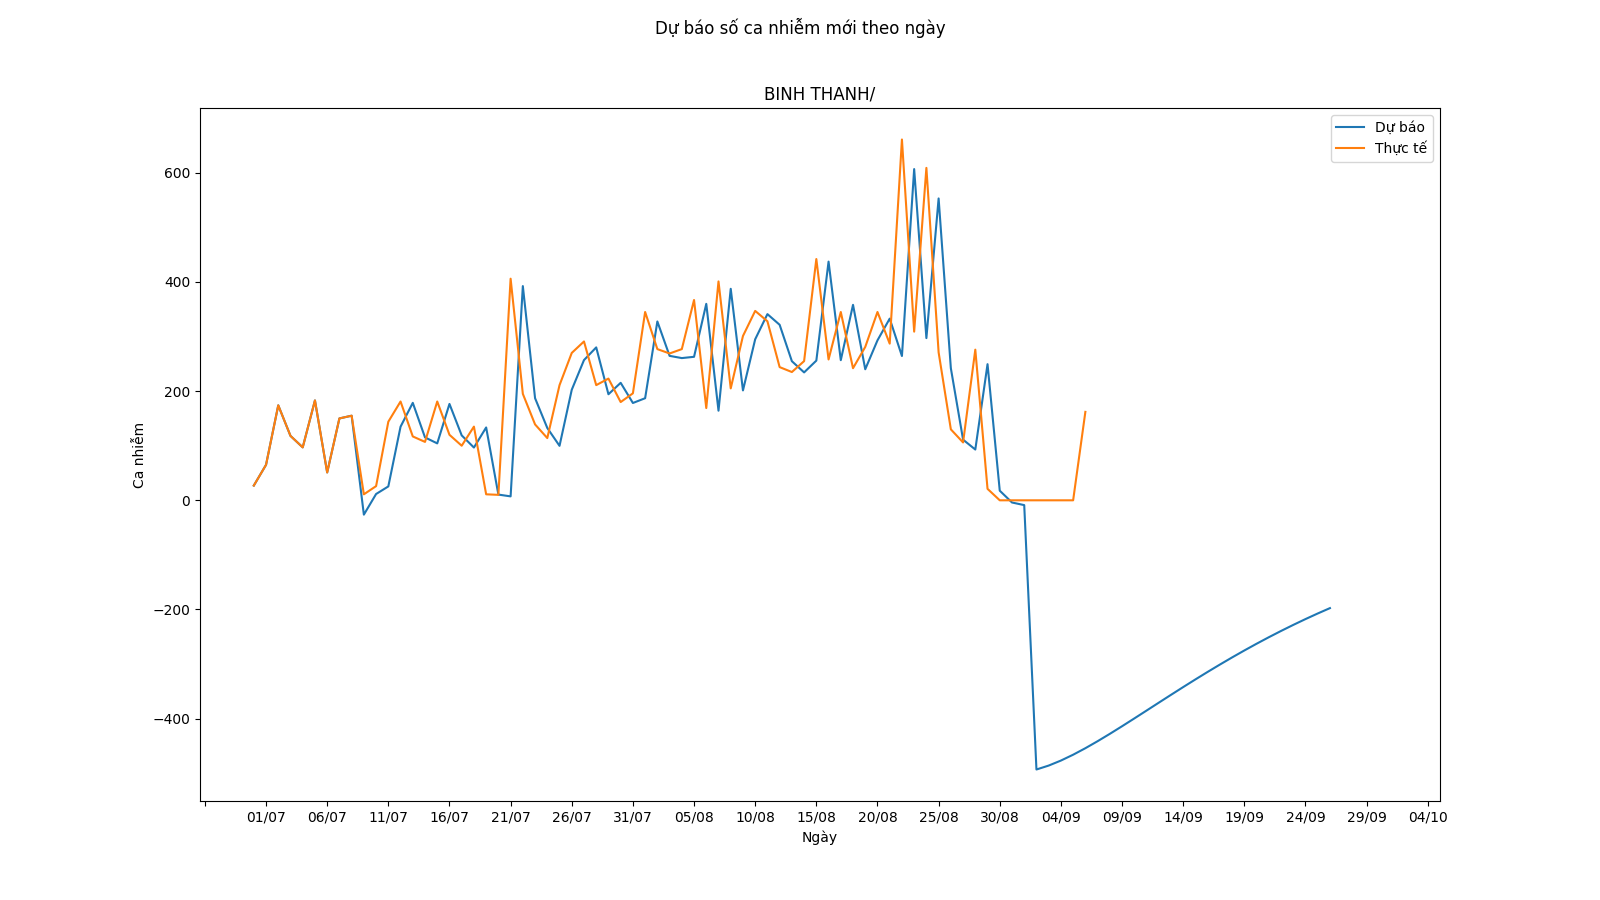 Dự báo số ca nhiễm mới theo ngày
BINH THANH/
Dự báo
Thực tế
Ca nhiễm
600
400
200
0
−200
−400
01/07 06/07 11/07 16/07 21/07 26/07 31/07 05/08 10/08 15/08 20/08 25/08 30/08 04/09 09/09 14/09 19/09 24/09 29/09 04/10
Ngày